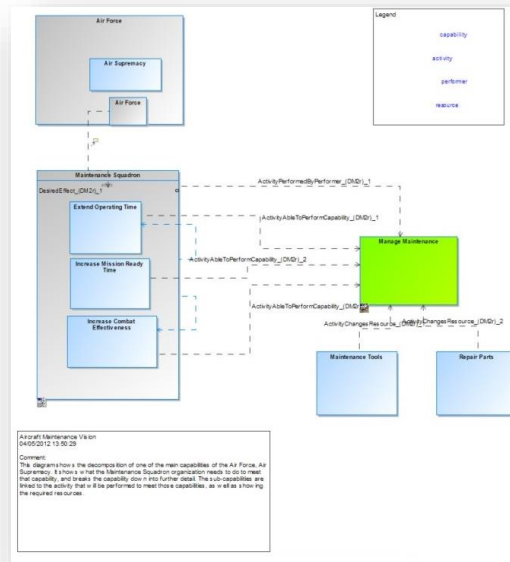 Air Force
Air Supremacy
Air Force
Legend
capability
activity
performer
resource
Maintenance Squadron
DesiredEffect_(DM2r)_1
Extend Operating Time
Increase Mission Ready
Time
Increase Combat
Effectiveness
ActivityPerformedByPerformer_(DM2r)_1
ActivityAbleToPerformCapability_(DM2r)_1
ActivityAbleToPerformCapability_(DM2r)_2
ActivityAbleToPerformCapability_(DM2r)
Manage Maintenance
ActivityChangesResource_(DM2r)
ActivityChangesResource_(DM2r)_2
Maintenance Tools
Repair Parts
Aircraft Maintenance Vision
04/05/2012 13:50:29
Comment:
This diagram shows the decomposition of one of the main capabilities of the Air Force, Air
Supremacy. It shows what the Maintenance Squadron organization needs to do to meet
that capability, and breaks the capability down into further detail. The sub-capabilities are
linked to the activity that will be performed to meet those capabilities, as well as showing
the required resources.